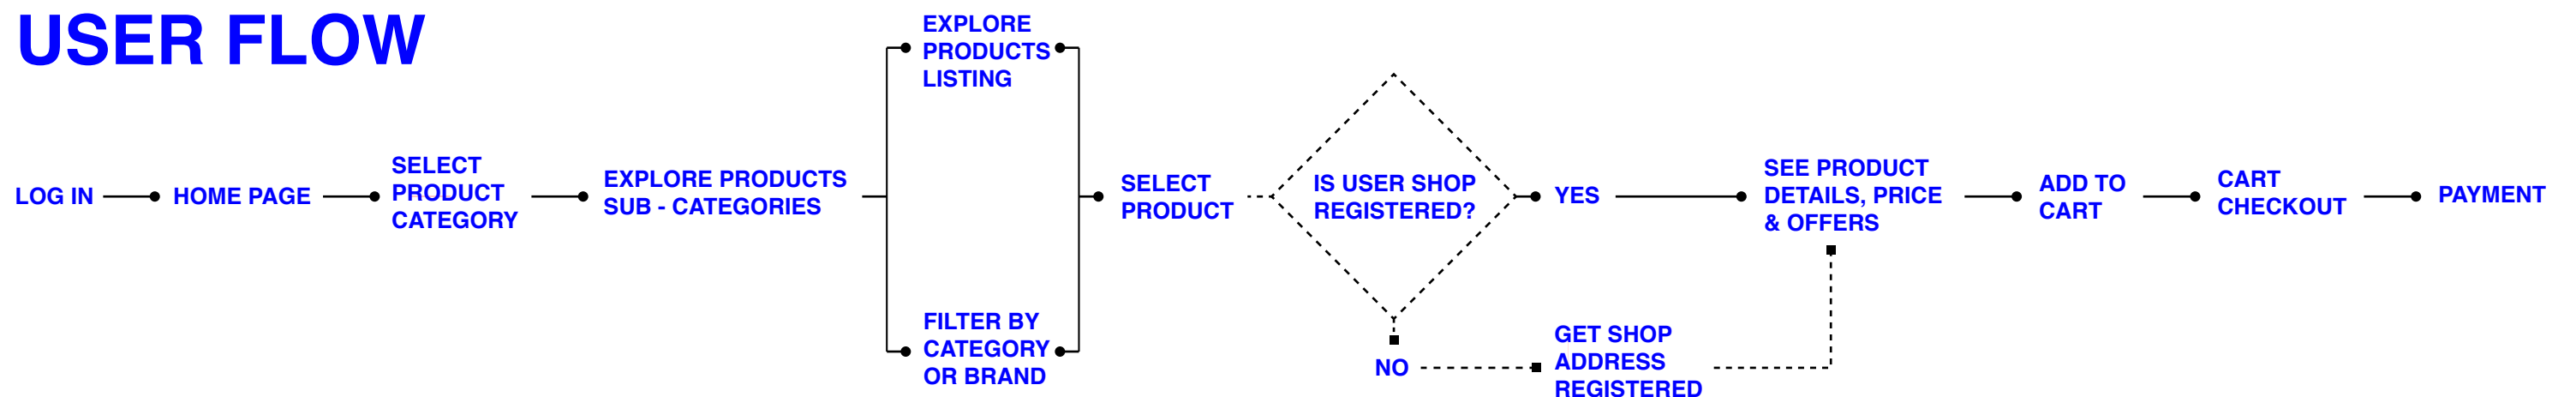 USER FLOW
LOG IN
HOME PAGE
SELECT
PRODUCT
CATEGORY
EXPLORE PRODUCTS
SUB - CATEGORIES
EXPLORE
PRODUCTS
LISTING
FILTER BY
CATEGORY
OR BRAND
SELECT
PRODUCT
IS USER SHOP
REGISTERED?
YES
NO
GET SHOP
ADDRESS
REGISTERED
SEE PRODUCT
DETAILS, PRICE
& OFFERS
ADD TO
CART
CART
CHECKOUT
PAYMENT